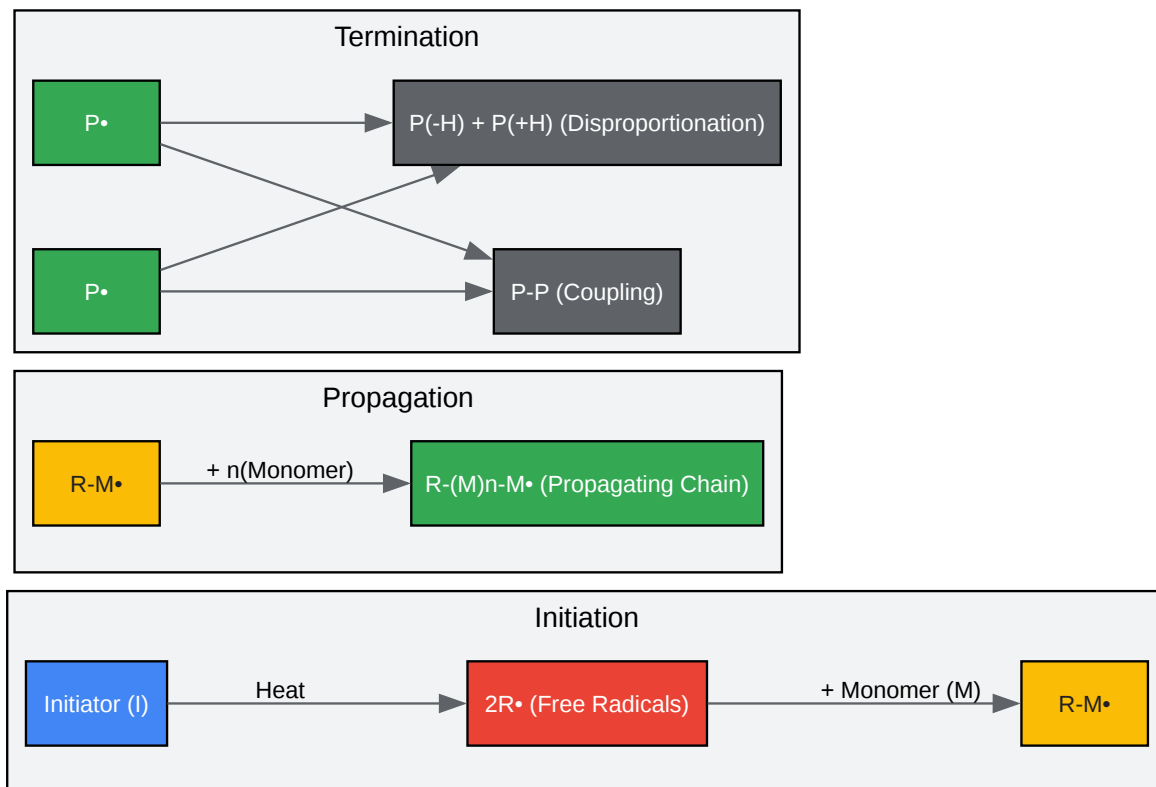 Termination
P•
P(-H) + P(+H) (Disproportionation)
P•
P-P (Coupling)
Propagation
R-M•
+ n(Monomer)
R-(M)n-M• (Propagating Chain)
Initiation
Initiator (I)
Heat
2R• (Free Radicals)
+ Monomer (M)
R-M•